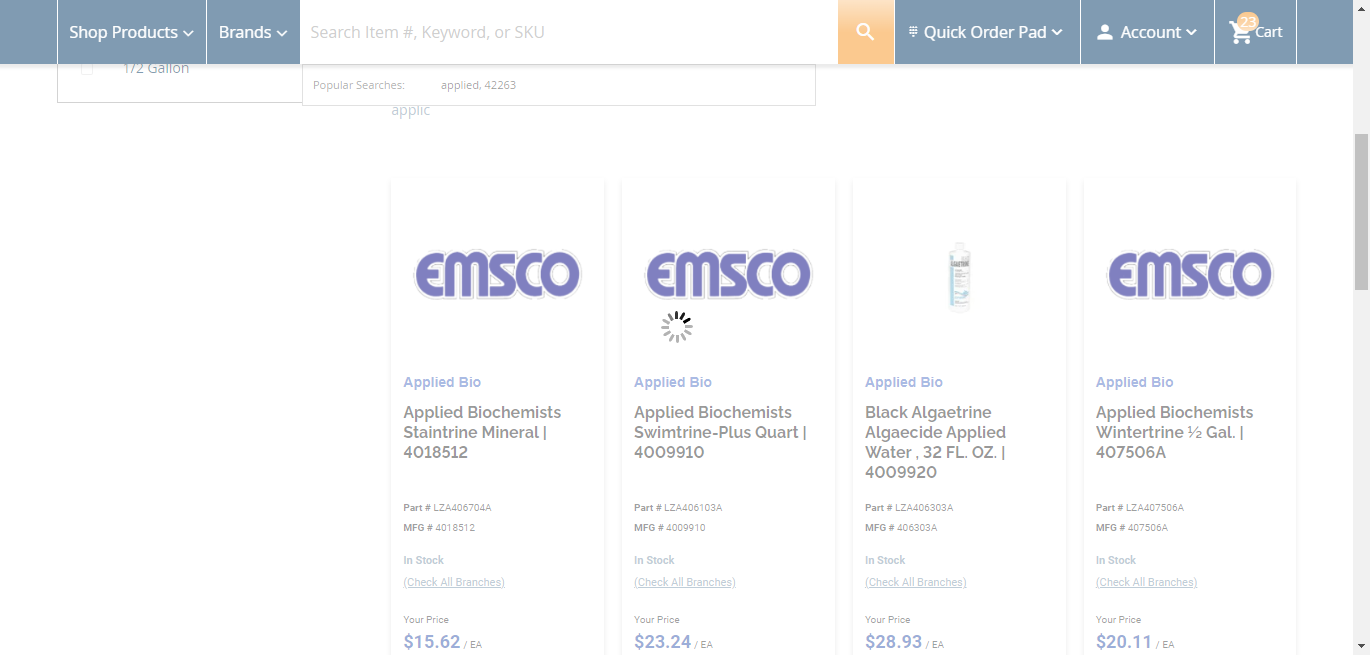 Shop Products
Brands
Search Item #, Keyword, or SKU
Quick Order Pad
Account
23
Cart
1/2 Gallon
Popular Searches: applied, 42263
applic
EMSCO
EMSCO
EMSCO
Applied Bio
Applied Biochemists
Staintrine Mineral |
4018512
Part # LZA406704A
MFG # 4018512
In Stock
(Check All Branches)
Your Price
$15.62 / EA
Applied Bio
Applied Biochemists
Swimtrine-Plus Quart |
4009910
Part # LZA406103A
MFG # 4009910
In Stock
(Check All Branches)
Your Price
$23.24 / EA
Applied Bio
Black Algaetrine
Algaecide Applied
Water , 32 FL. OZ. |
4009920
Part # LZA406303A
MFG # 406303A
In Stock
(Check All Branches)
Your Price
$28.93 / EA
Applied Bio
Applied Biochemists
Wintertrine ½ Gal. |
407506A
Part # LZA407506A
MFG # 407506A
In Stock
(Check All Branches)
Your Price
$20.11 / EA